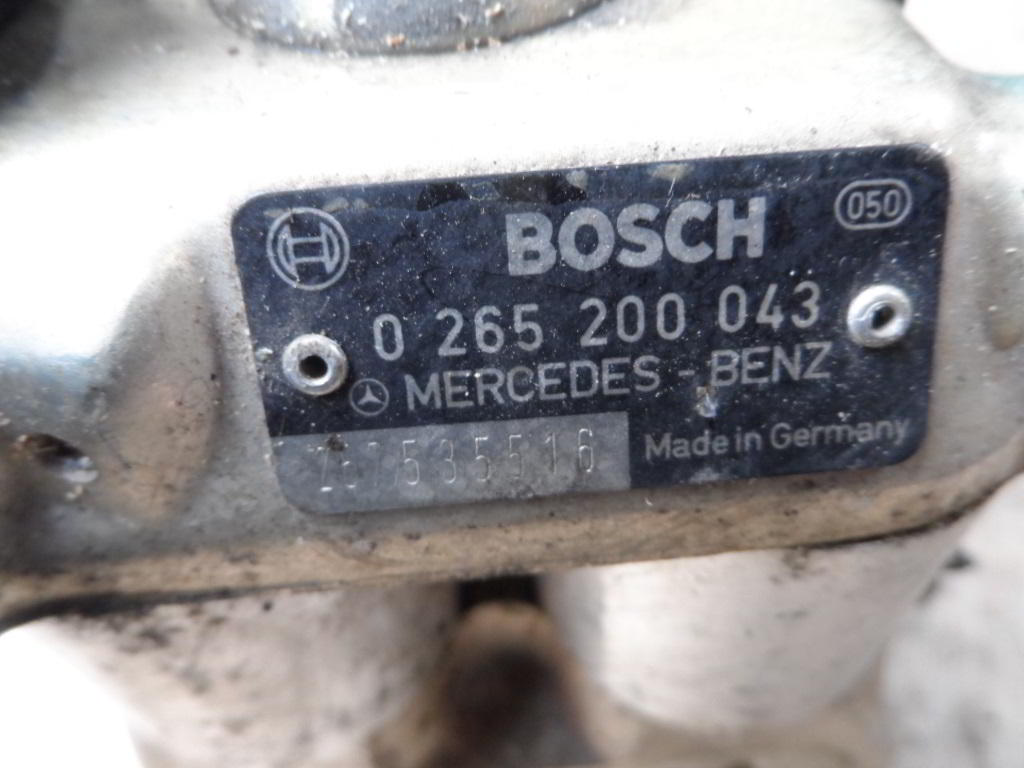 BOSCH
050
0 265 200 043
MERCEDES - BENZ
Made in Germany